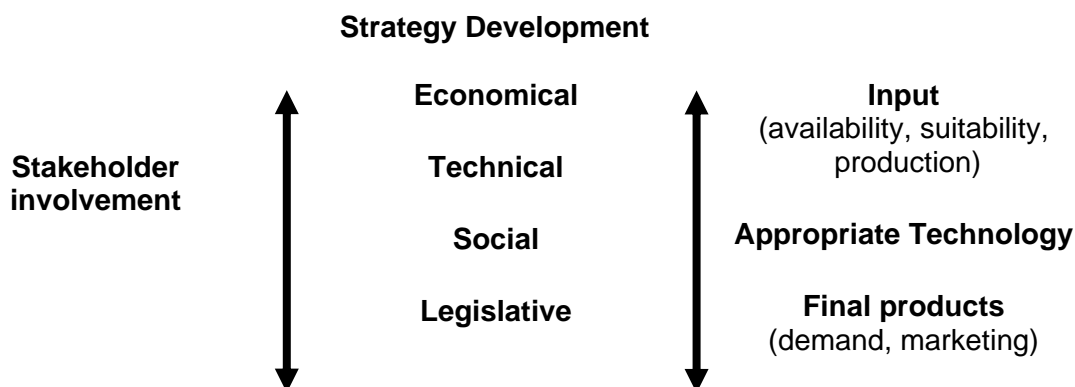 Strategy Development
Stakeholder
involvement
Economical
Technical
Social
Legislative
Input
(availability, suitability,
production)
Appropriate Technology
Final products
(demand, marketing)